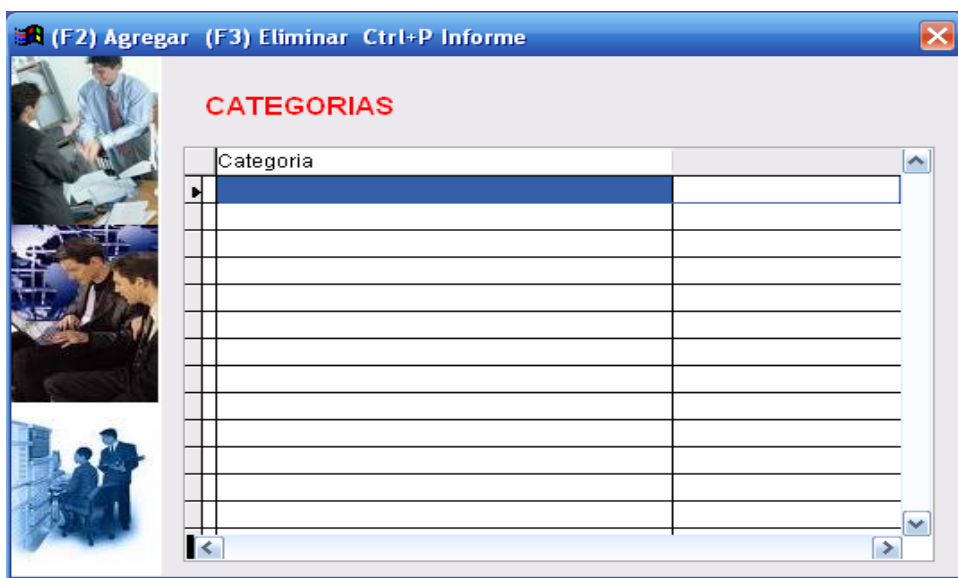 (F2) Agregar (F3) Eliminar Ctrl+P Informe
CATEGORIAS
Categoria